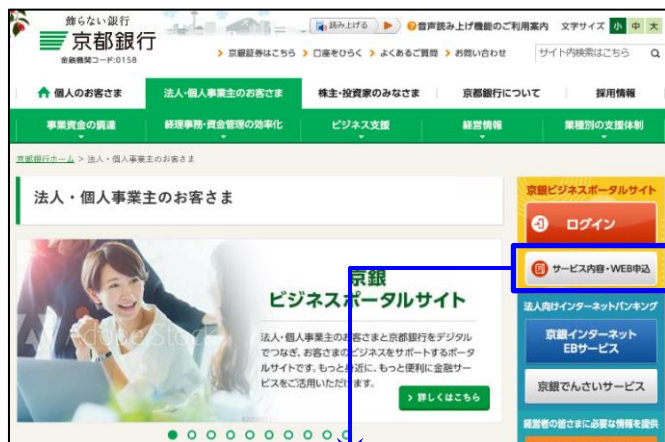 飾らない銀行
京都銀行
金融機関コード:0158
読み上げる
音声読み上げ機能のご利用案内
文字サイズ 小 中 大
京銀証券はこちら 口座をひらく よくあるご質問 お問い合わせ
サイト内検索はこちら
個人のお客さま 法人・個人事業主のお客さま 株主・投資家のみなさま 京都銀行について 採用情報
事業資金の調達 経理事務・資金管理の効率化 ビジネス支援 経営情報 業種別の支援体制
京都銀行ホーム > 法人・個人事業主のお客さま
法人・個人事業主のお客さま
京銀
ビジネスポータルサイト
法人・個人事業主のお客さまと京都銀行をデジタル
でつなぎ、お客さまのビジネスをサポートするポータ
ルサイトです。もっと身近に、もっと便利に金融サー
ビスをご活用いただけます。
詳しくはこちら
Adobe Stock
京銀ビジネスポータルサイト
ログイン
サービス内容・WEB申込
法人向けインターネットバンキング
京銀インターネット
EBサービス
京銀でんさいサービス
経営者の皆さまに必要な情報を提供